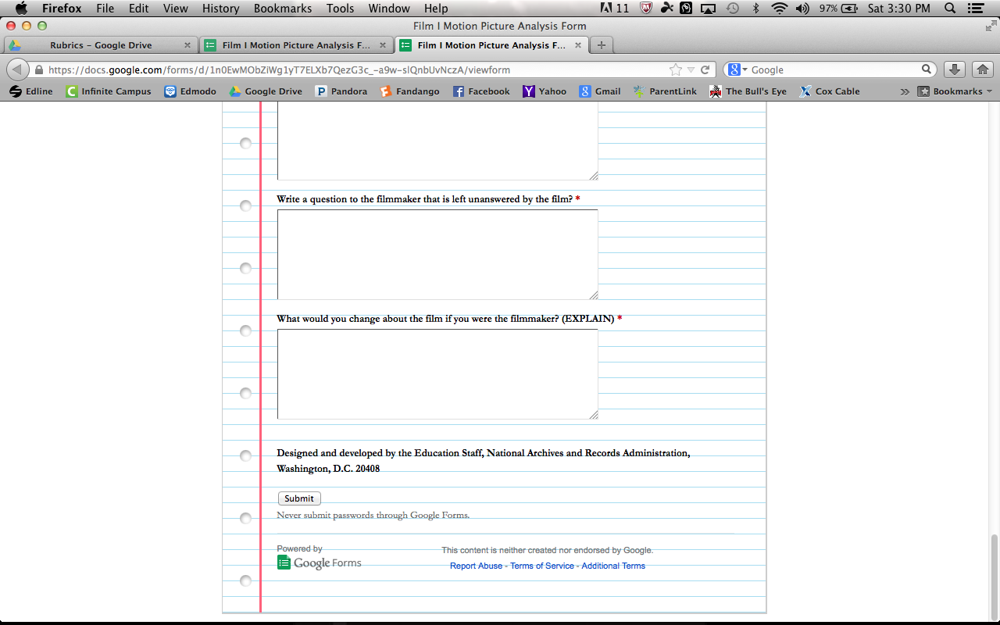 Firefox File Edit View History Bookmarks Tools Window Help 11 97% Sat 3:30 PM
Film I Motion Picture Analysis Form
Rubrics – Google Drive Film I Motion Picture Analysis F... Film I Motion Picture Analysis F...
https://docs.google.com/forms/d/1n0EwMObZiWg1yT7ELXb7QezG3c_-a9w-slQnbUvNczA/viewform Google
Edline Infinite Campus Edmodo Google Drive Pandora Fandango Facebook Yahoo Gmail ParentLink The Bull's Eye Cox Cable » Bookmarks
Write a question to the filmmaker that is left unanswered by the film? *
What would you change about the film if you were the filmmaker? (EXPLAIN) *
Designed and developed by the Education Staff, National Archives and Records Administration,
Washington, D.C. 20408
Submit
Never submit passwords through Google Forms.
Powered by
Google Forms
This content is neither created nor endorsed by Google.
Report Abuse - Terms of Service - Additional Terms